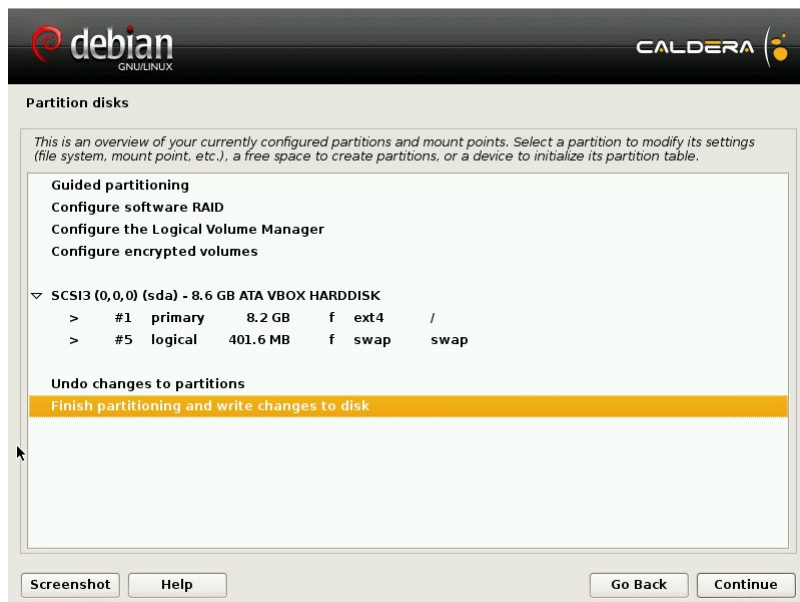 debian
GNU/LINUX
CALDERA
Partition disks
This is an overview of your currently configured partitions and mount points. Select a partition to modify its settings
(file system, mount point, etc.), a free space to create partitions, or a device to initialize its partition table.
Guided partitioning
Configure software RAID
Configure the Logical Volume Manager
Configure encrypted volumes
SCSI3 (0,0,0) (sda) - 8.6 GB ATA VBOX HARDDISK
> #1 primary 8.2 GB f ext4 /
> #5 logical 401.6 MB f swap swap
Undo changes to partitions
Finish partitioning and write changes to disk
Screenshot Help Go Back Continue